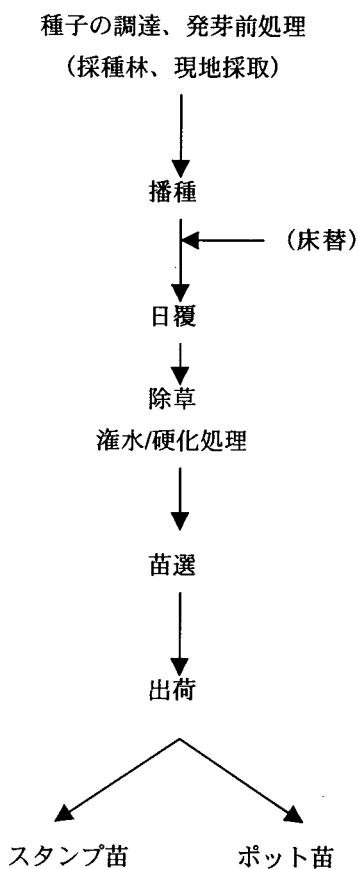 種子の調達、発芽前処理
（採種林、現地採取）
播種
（床替）
日覆
除草
潅水/硬化処理
苗選
出荷
スタンプ苗
ポット苗